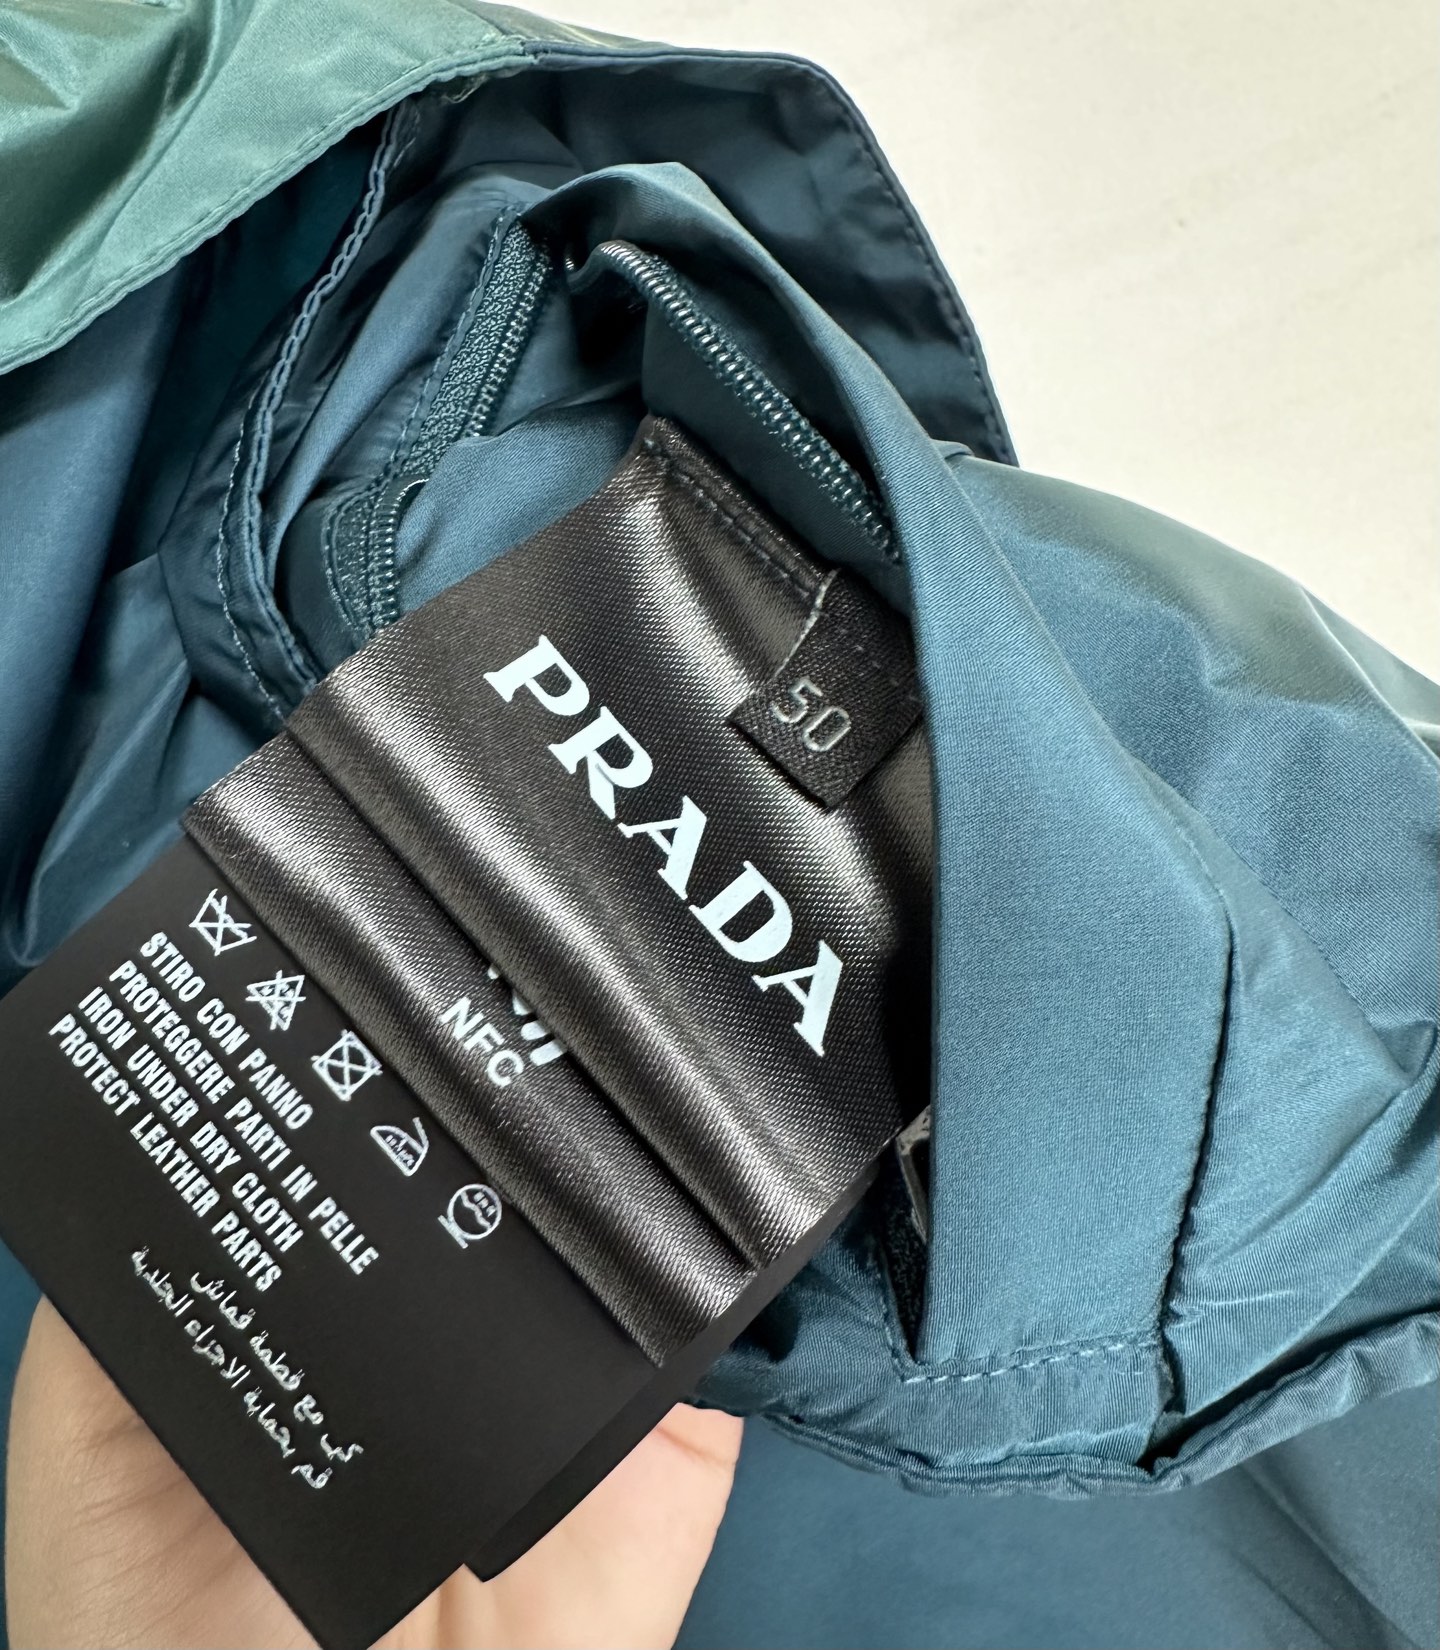 PRADA
50
NFC
STIRO CON PANNO
PROTEGGERE PARTI IN PELLE
IRON UNDER DRY CLOTH
PROTECT LEATHER PARTS
كي مع قطعة قماش
قم بحماية الاجزاء الجلدية